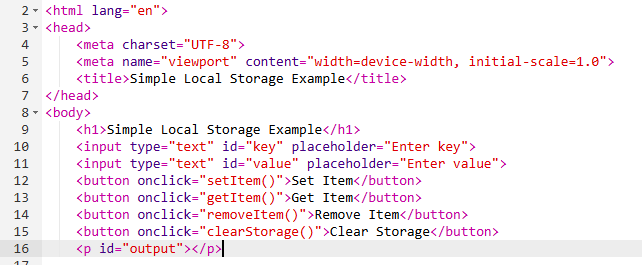 2 <html lang="en">
3 <head>
4     <meta charset="UTF-8">
5     <meta name="viewport" content="width=device-width, initial-scale=1.0">
6     <title>Simple Local Storage Example</title>
7 </head>
8 <body>
9     <h1>Simple Local Storage Example</h1>
10     <input type="text" id="key" placeholder="Enter key">
11     <input type="text" id="value" placeholder="Enter value">
12     <button onclick="setItem()">Set Item</button>
13     <button onclick="getItem()">Get Item</button>
14     <button onclick="removeItem()">Remove Item</button>
15     <button onclick="clearStorage()">Clear Storage</button>
16     <p id="output"></p>